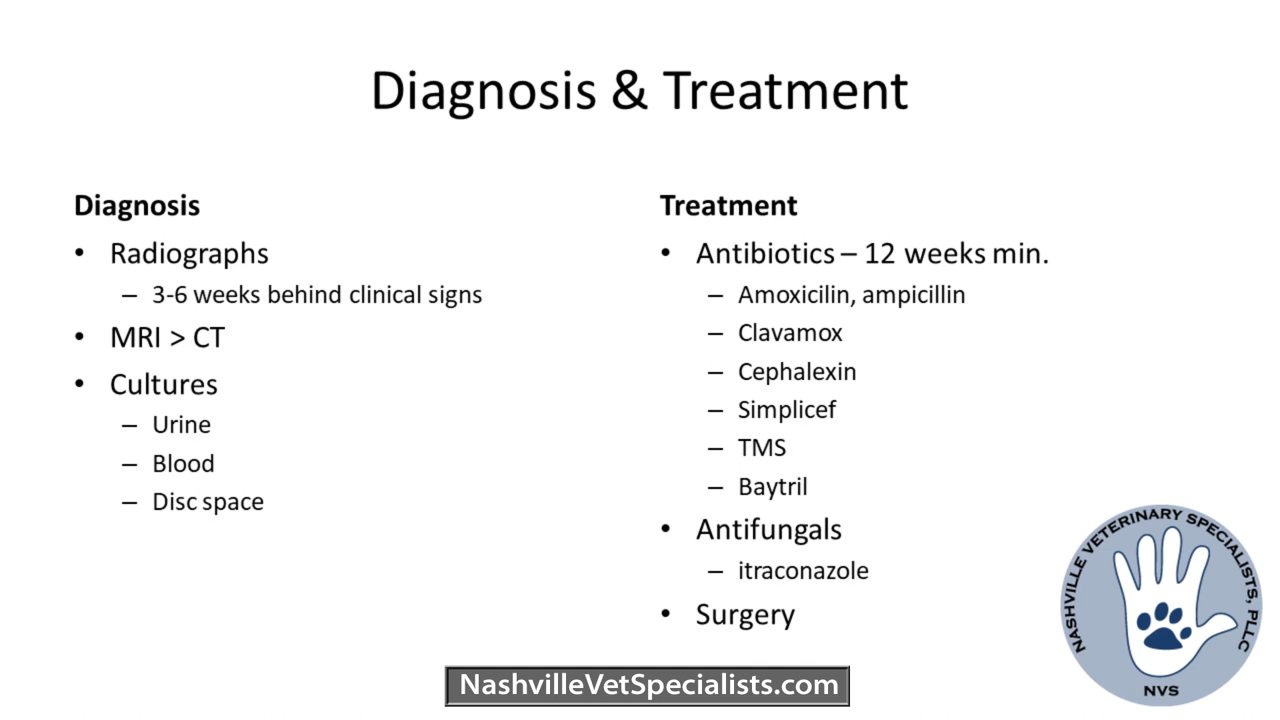 Diagnosis & Treatment
Diagnosis
• Radiographs
– 3-6 weeks behind clinical signs
• MRI > CT
• Cultures
– Urine
– Blood
– Disc space
Treatment
• Antibiotics – 12 weeks min.
– Amoxicilin, ampicillin
– Clavamox
– Cephalexin
– Simplicef
– TMS
– Baytril
• Antifungals
– itraconazole
• Surgery
NASHVILLE VETERINARY SPECIALISTS, PLLC
NVS
NashvilleVetSpecialists.com